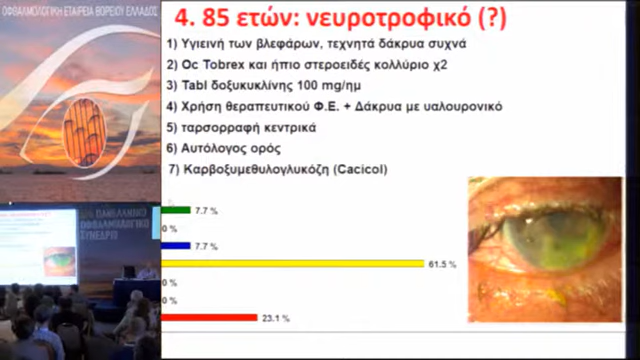 ΟΦΘΑΛΜΟΛΟΓΙΚΗ ΕΤΑΙΡΕΙΑ ΒΟΡΕΙΟΥ ΕΛΛΑΔΟΣ
4. 85 ετών: νευροτροφικό (?)
1) Υγιεινή των βλεφάρων, τεχνητά δάκρυα συχνά
2) Oc Tobrex και ήπιο στεροειδές κολλύριο χ2
3) Tabl δοξυκυκλίνης 100 mg/ημ
4) Χρήση θεραπευτικού Φ.Ε. + Δάκρυα με υαλουρονικό
5) ταρσορραφή κεντρικά
6) Αυτόλογος ορός
7) Καρβοξυμεθυλογλυκόζη (Cacicol)
7.7 %
0 %
7.7 %
61.5 %
0 %
0 %
23.1 %
ΠΑΝΕΛΛΗΝΙΟ
ΟΦΘΑΛΜΟΛΟΓΙΚΟ
ΣΥΝΕΔΡΙΟ